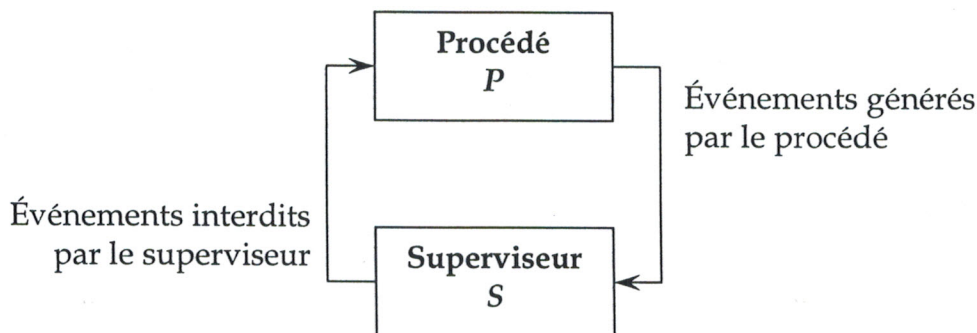 Procédé
P
Événements générés
par le procédé
Événements interdits
par le superviseur
Superviseur
S